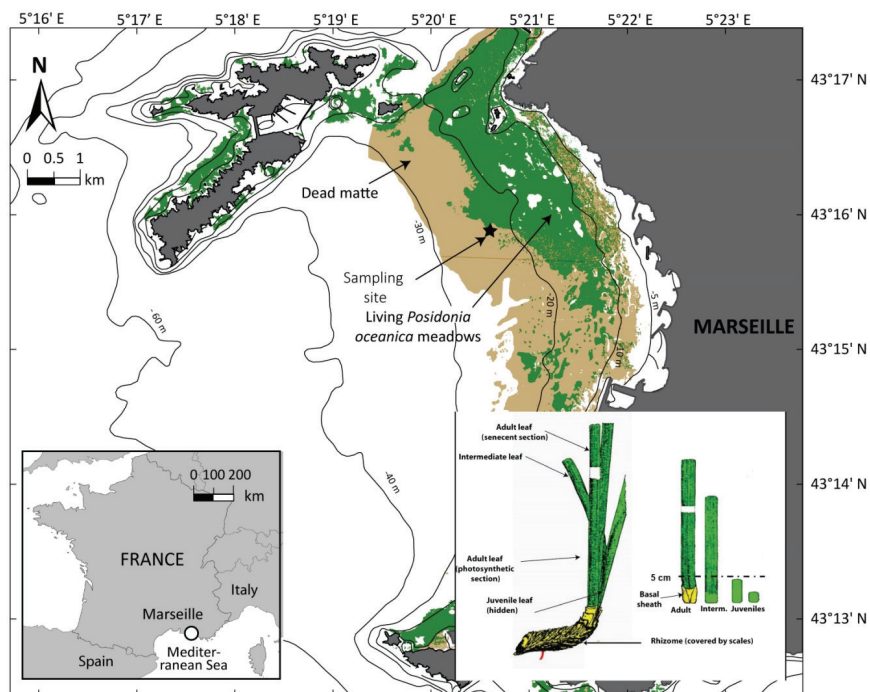 5°16' E
5°17' E
5°18' E
5°19' E
5°20' E
5°21' E
5°22' E
5°23' E
N
0 0.5 1
km
43°17' N
43°16' N
43°15' N
43°14' N
43°13' N
Dead matte
-30 m
Sampling
site
Living Posidonia
oceanica meadows
-20 m
-10 m
-5 m
-60 m
-40 m
MARSEILLE
0 100 200
km
FRANCE
Italy
Marseille
Mediter-
ranean Sea
Spain
Adult leaf
(senecent section)
Intermediate leaf
Adult leaf
(photosynthetic
section)
Juvenile leaf
(hidden)
Rhizome (covered by scales)
5 cm
Basal
sheath
Adult
Interm.
Juveniles